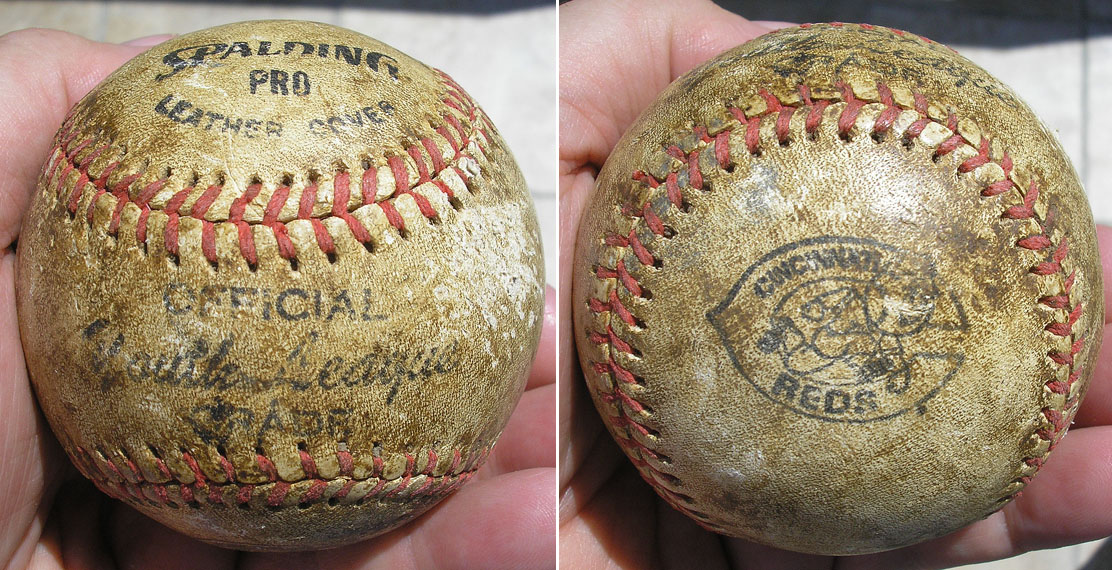 SPALDING
PRO
LEATHER COVER
OFFICIAL
Youth League
GRADE
CINCINNATI
REDS